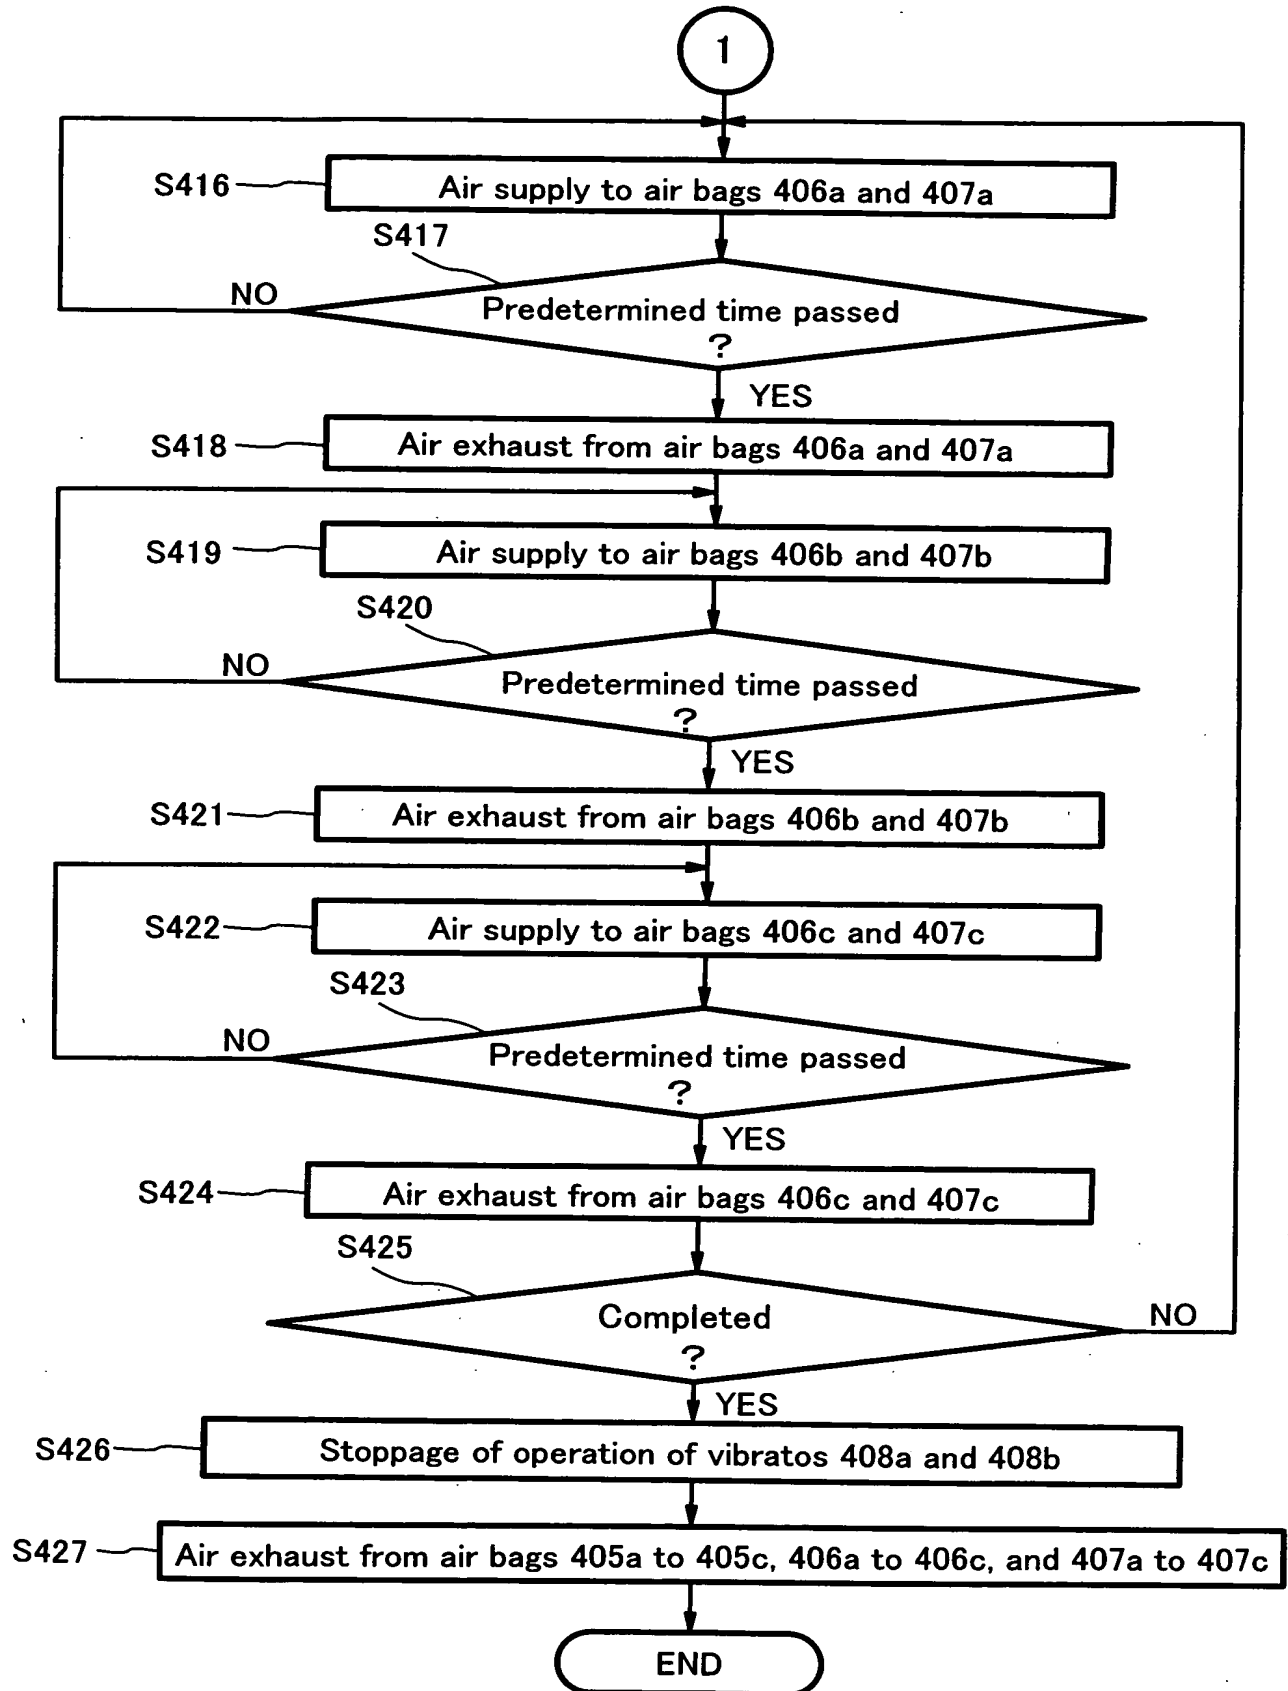 1
S416
Air supply to air bags 406a and 407a
S417
NO
Predetermined time passed
?
YES
S418
Air exhaust from air bags 406a and 407a
S419
Air supply to air bags 406b and 407b
S420
NO
Predetermined time passed
?
YES
S421
Air exhaust from air bags 406b and 407b
S422
Air supply to air bags 406c and 407c
S423
NO
Predetermined time passed
?
YES
S424
Air exhaust from air bags 406c and 407c
S425
Completed
?
NO
YES
S426
Stoppage of operation of vibratos 408a and 408b
S427
Air exhaust from air bags 405a to 405c, 406a to 406c, and 407a to 407c
END